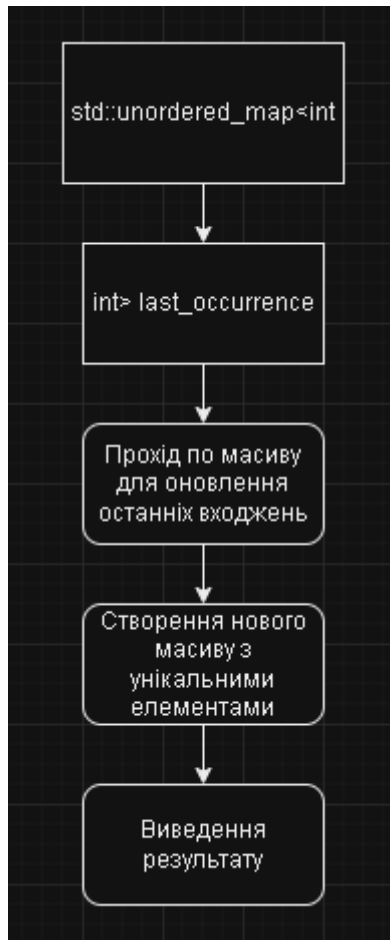 std::unordered_map<int
int> last_occurrence
Прохід по масиву
для оновлення
останніх входжень
Створення нового
масиву з
унікальними
елементами
Виведення
результату